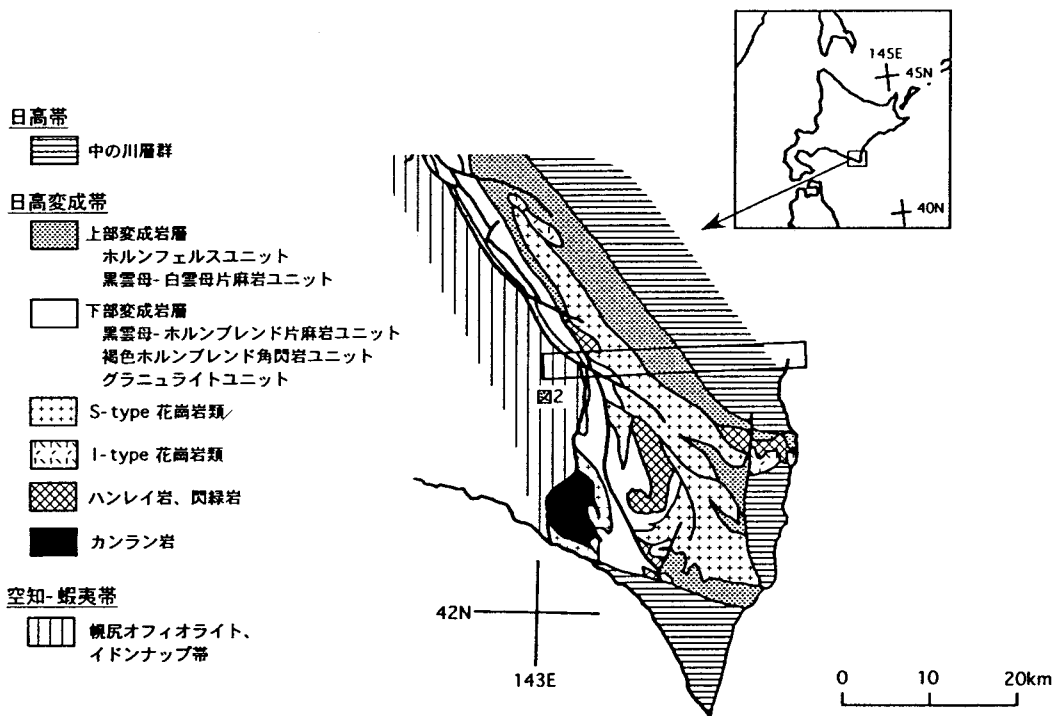 日高帯
中の川層群
日高変成帯
上部変成岩層
ホルンフェルスユニット
黒雲母-白雲母片麻岩ユニット
下部変成岩層
黒雲母-ホルンブレンド片麻岩ユニット
褐色ホルンブレンド角閃岩ユニット
グラニュライトユニット
S-type 花崗岩類
I-type 花崗岩類
ハンレイ岩、閃緑岩
カンラン岩
空知-蝦夷帯
幌尻オフィオライト、
イドンナップ帯
145E
45N
40N
図2
42N
143E
0 10 20km